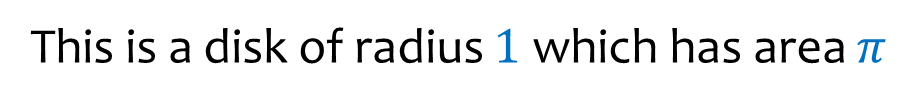 This is a disk of radius 1 which has area π